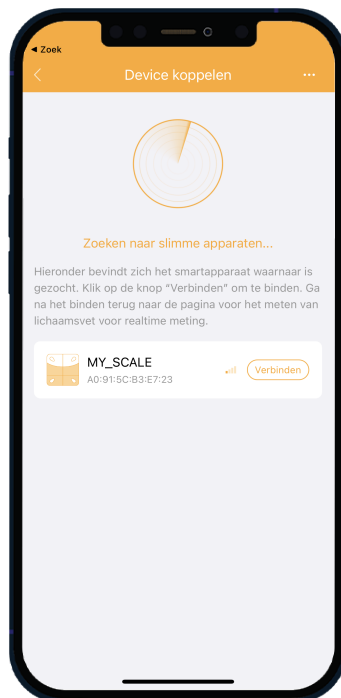 ◀ Zoek
Device koppelen
Zoeken naar slimme apparaten...
Hieronder bevindt zich het smartapparaat waarnaar is
gezocht. Klik op de knop "Verbinden" om te binden. Ga
na het binden terug naar de pagina voor het meten van
lichaamsvet voor realtime meting.
MY_SCALE
A0:91:5C:B3:E7:23
Verbinden